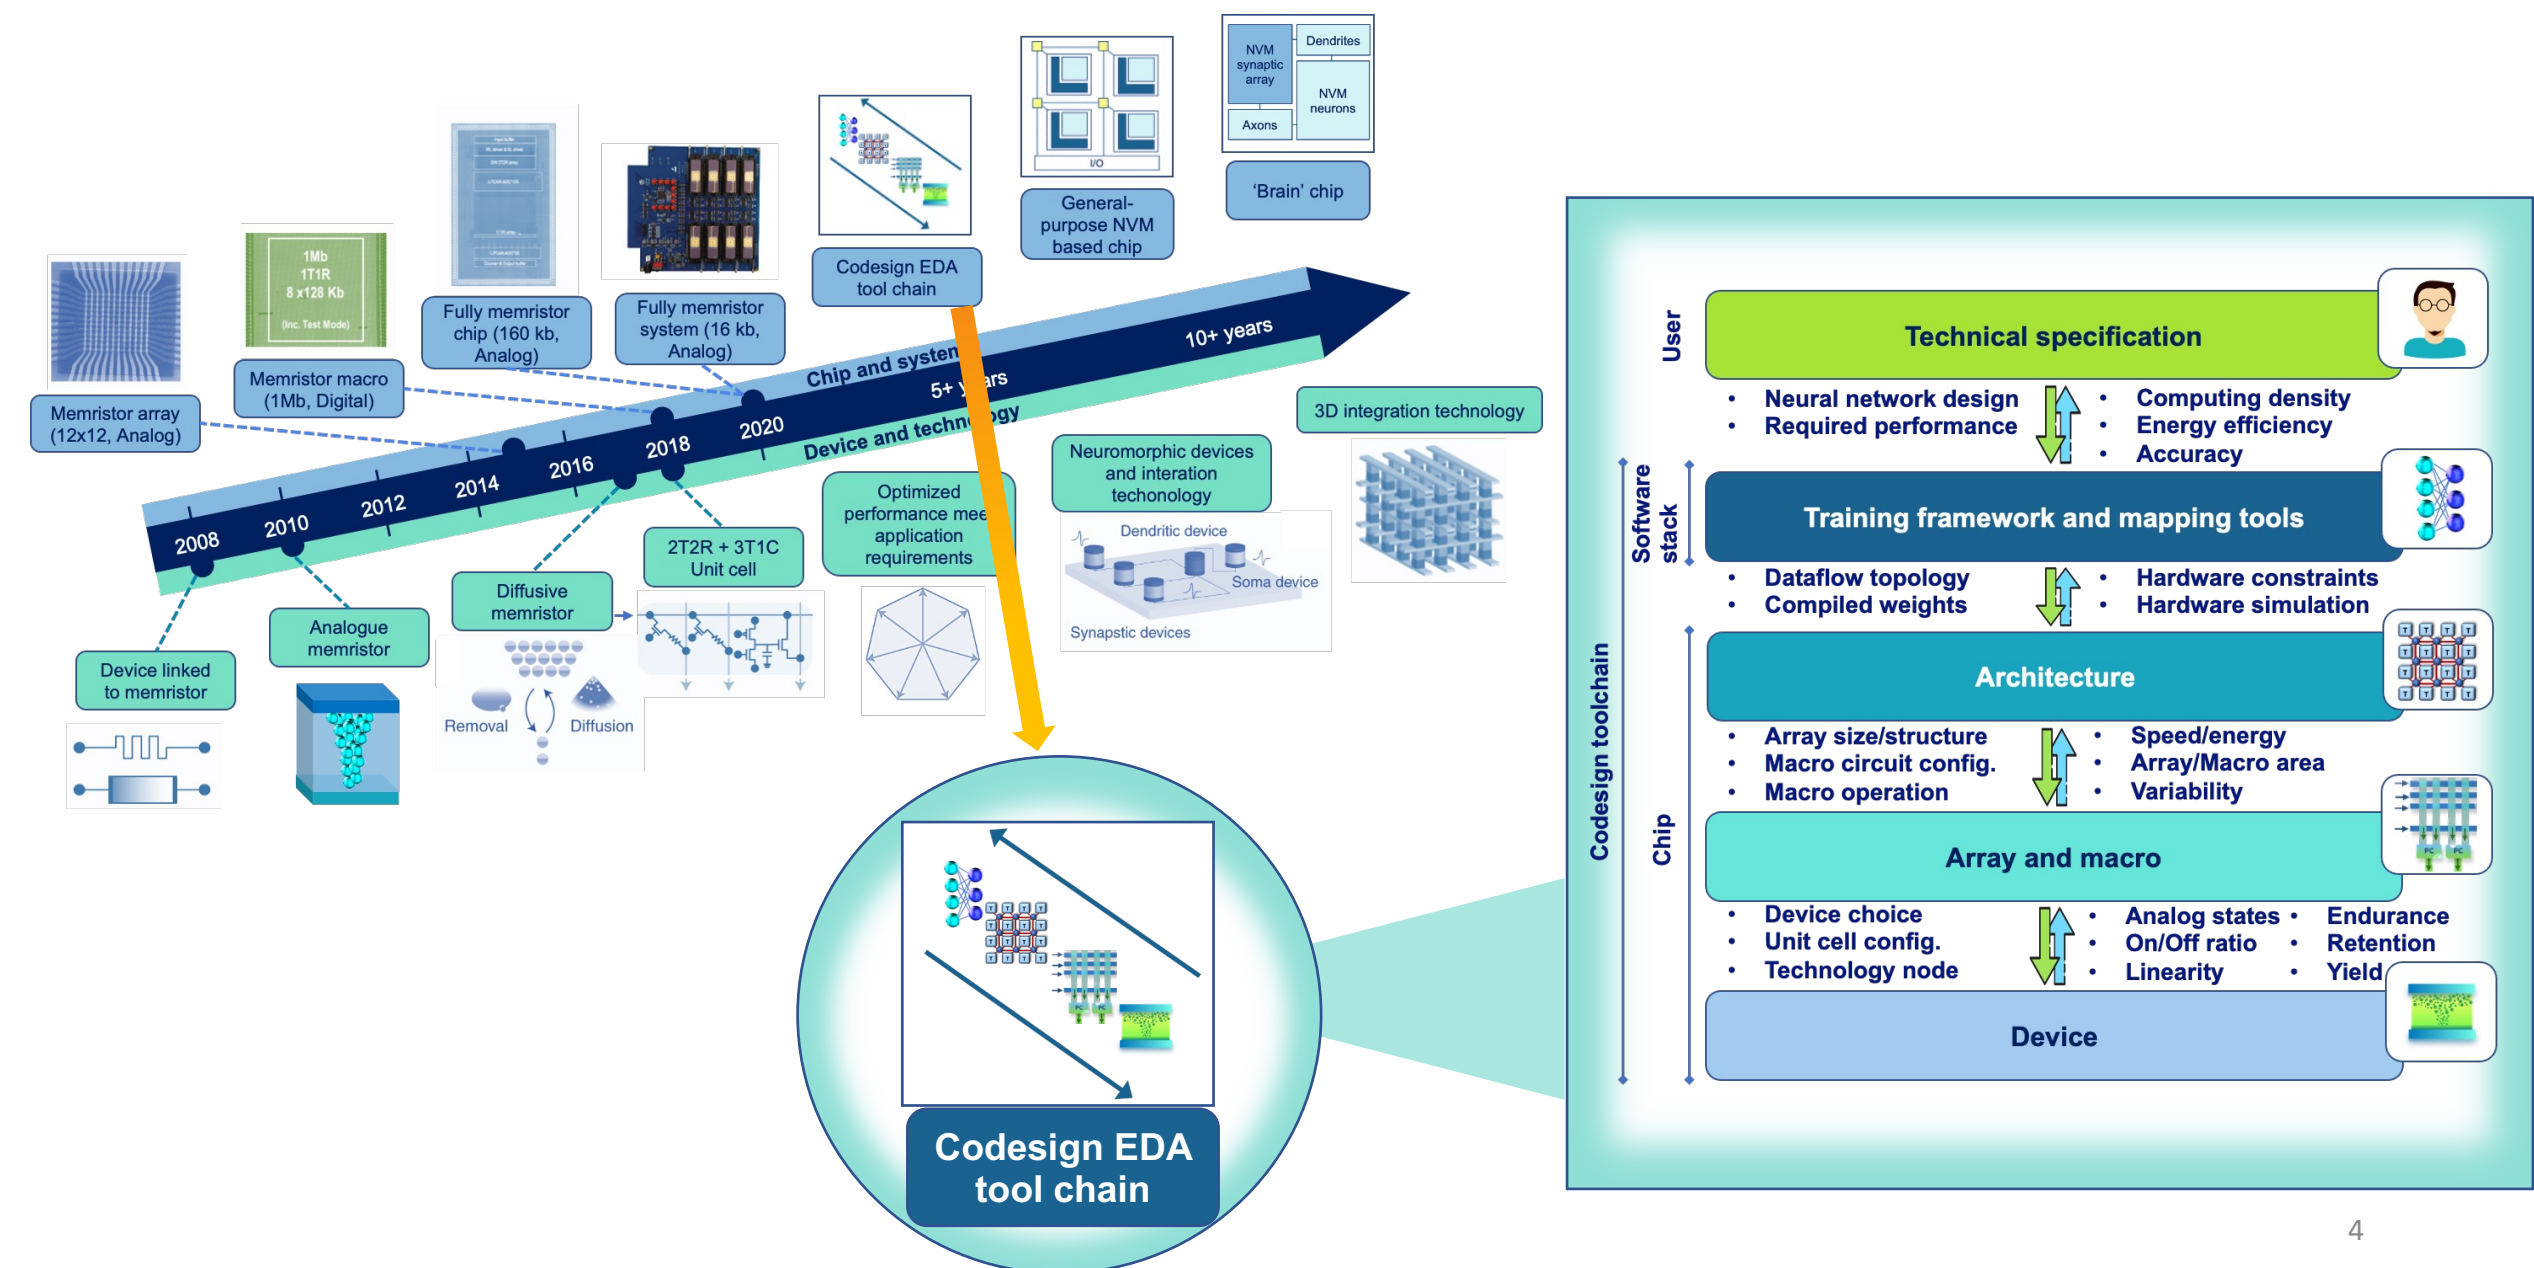 NVM
synaptic
array
Dendrites
NVM
neurons
Axons
I/O
'Brain' chip
General-
purpose NVM
based chip
Codesign EDA
tool chain
1Mb
1T1R
8 x128 Kb
(Inc. Test Mode)
Fully memristor
chip (160 kb,
Analog)
Fully memristor
system (16 kb,
Analog)
Memristor macro
(1Mb, Digital)
Memristor array
(12x12, Analog)
Chip and system
5+ years
10+ years
Device and technology
2008
2010
2012
2014
2016
2018
2020
Device linked
to memristor
Analogue
memristor
Diffusive
memristor
Removal
Diffusion
2T2R + 3T1C
Unit cell
Optimized
performance mee
application
requirements
Neuromorphic devices
and interation
techonology
Dendritic device
Soma device
Synapstic devices
3D integration technology
PC PC
Codesign EDA
tool chain
User
Technical specification
• Neural network design
• Required performance
• Computing density
• Energy efficiency
• Accuracy
Codesign toolchain
Software
stack
Training framework and mapping tools
• Dataflow topology
• Compiled weights
• Hardware constraints
• Hardware simulation
Chip
Architecture
T T T T
T T T T
T T T T
T T T T
• Array size/structure
• Macro circuit config.
• Macro operation
• Speed/energy
• Array/Macro area
• Variability
Array and macro
PC PC
• Device choice
• Unit cell config.
• Technology node
• Analog states
• On/Off ratio
• Linearity
• Endurance
• Retention
• Yield
Device
4